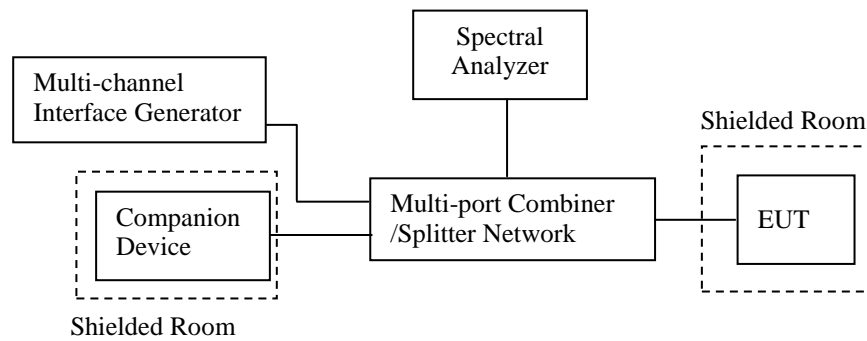 Spectral
Analyzer
Multi-channel
Interface Generator
Shielded Room
Companion
Device
Multi-port Combiner
/Splitter Network
EUT
Shielded Room